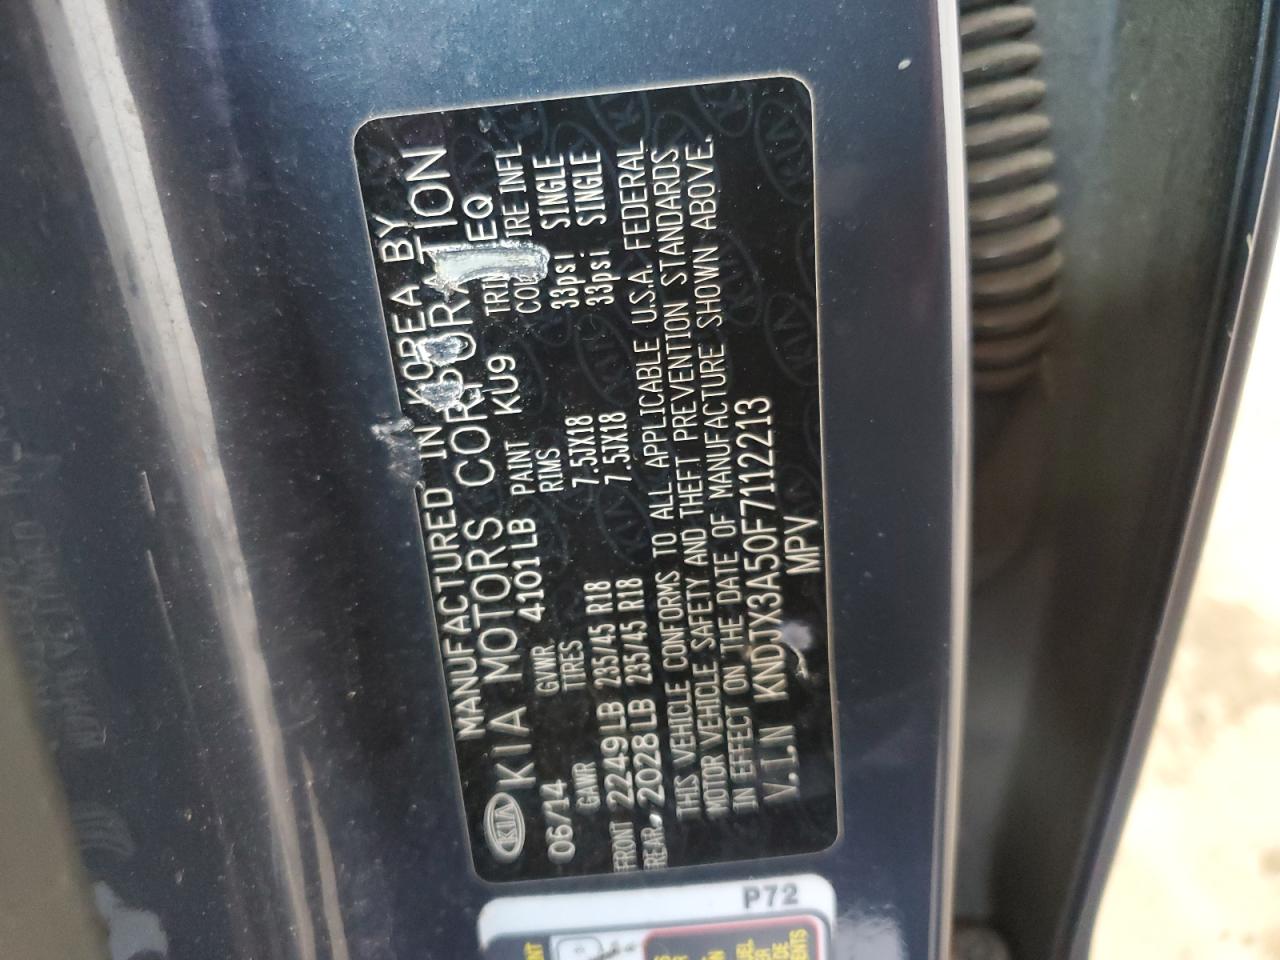 MANUFACTURED IN KOREA BY
KIA KIA MOTORS CORPORATION
06/14 GVWR 4101LB PAINT KU9 TRIM EQ
GAWR TIRES RIMS COLD TIRE INFL
FRONT 2249LB 235/45 R18 7.5JX18 33psi SINGLE
REAR 2028LB 235/45 R18 7.5JX18 33psi SINGLE
THIS VEHICLE CONFORMS TO ALL APPLICABLE U.S.A. FEDERAL
MOTOR VEHICLE SAFETY AND THEFT PREVENTION STANDARDS
IN EFFECT ON THE DATE OF MANUFACTURE SHOWN ABOVE.
V.I.N KNDJX3A50F7112213
MPV
P72